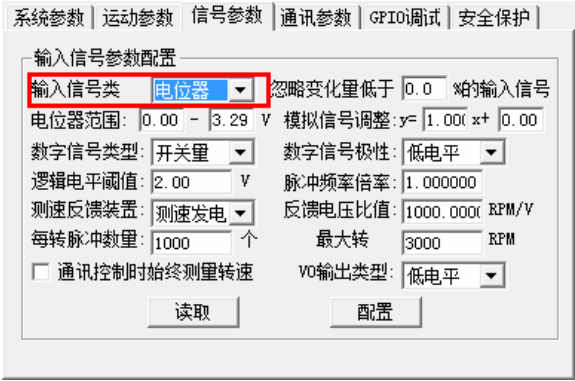 系统参数 运动参数 信号参数 通讯参数 GPIO调试 安全保护
输入信号参数配置
输入信号类 电位器 忽略变化量低于 0.0 %的输入信号
电位器范围: 0.00 - 3.29 V 模拟信号调整: y= 1.00( x+ 0.00
数字信号类型: 开关量 数字信号极性: 低电平
逻辑电平阈值: 2.00 V 脉冲频率倍率: 1.000000
测速反馈装置: 测速发电 反馈电压比值: 1000.000( RPM/V
每转脉冲数量: 1000 个 最大转 3000 RPM
通讯控制时始终测量转速 VO输出类型: 低电平
读取 配置